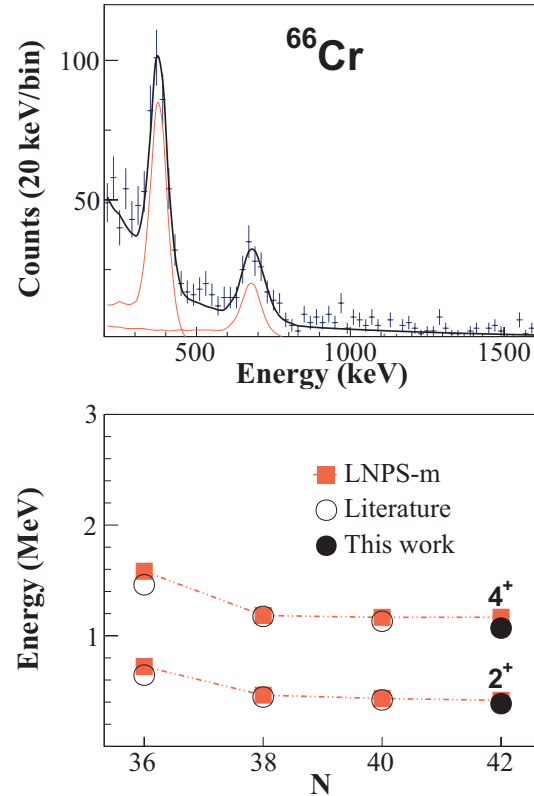 ⁶⁶Cr
Counts (20 keV/bin)
100
50
500 1000 1500
Energy (keV)
Energy (MeV)
3
2
1
LNPS-m
Literature
This work
4⁺
2⁺
36 38 40 42
N